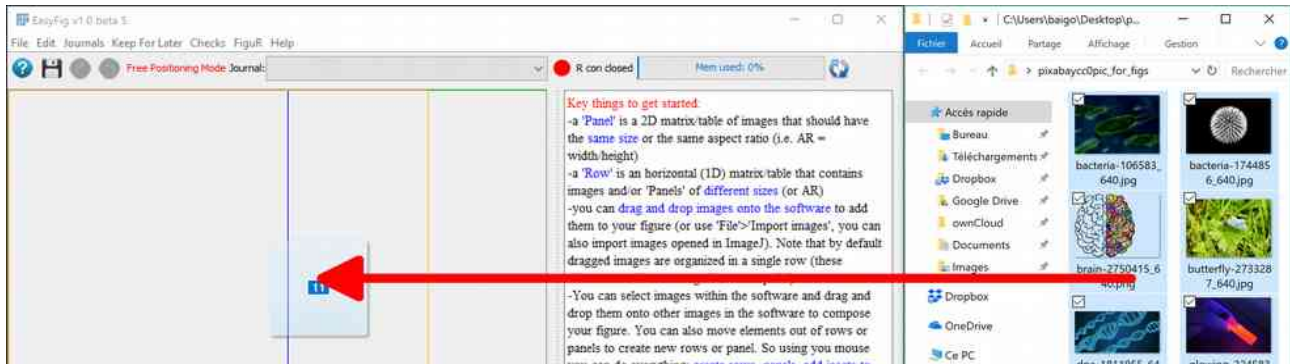 EasyFig v1.0 beta 5
File Edit Journals Keep For Later Checks FiguR Help
Free Positioning Mode Journal:
R con closed
Mem used: 0%
Key things to get started:
-a 'Panel' is a 2D matrix/table of images that should have
the same size or the same aspect ratio (i.e. AR =
width/height)
-a 'Row' is an horizontal (1D) matrix/table that contains
images and/or 'Panels' of different sizes (or AR)
-you can drag and drop images onto the software to add
them to your figure (or use 'File'>'Import images', you can
also import images opened in ImageJ). Note that by default
dragged images are organized in a single row (these
-You can select images within the software and drag and
drop them onto other images in the software to compose
your figure. You can also move elements out of rows or
panels to create new rows or panel. So using you mouse
11
C:\Users\baigo\Desktop\p...
Fichier Accueil Partage Affichage Gestion
pixabaycc0pic_for_figs
Rechercher
Accès rapide
Bureau
Téléchargements
Dropbox
Google Drive
ownCloud
Documents
Images
Dropbox
OneDrive
Ce PC
bacteria-106583_
640.jpg
bacteria-174485
6_640.jpg
brain-2750415_6
40.png
butterfly-273328
7_640.jpg